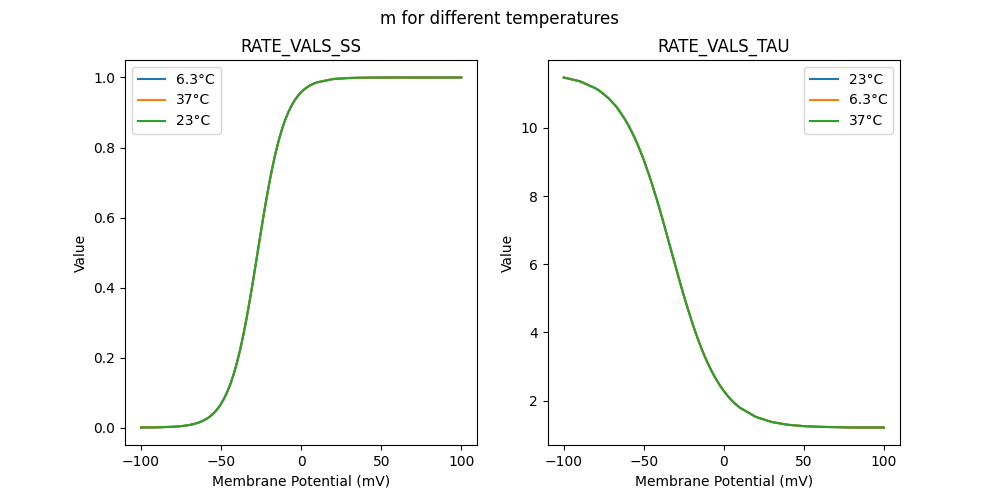 m for different temperatures
RATE_VALS_SS
RATE_VALS_TAU
1.0
0.8
0.6
0.4
0.2
0.0
Value
−100
−50
0
50
100
Membrane Potential (mV)
6.3°C
37°C
23°C
10
8
6
4
2
Value
−100
−50
0
50
100
Membrane Potential (mV)
23°C
6.3°C
37°C